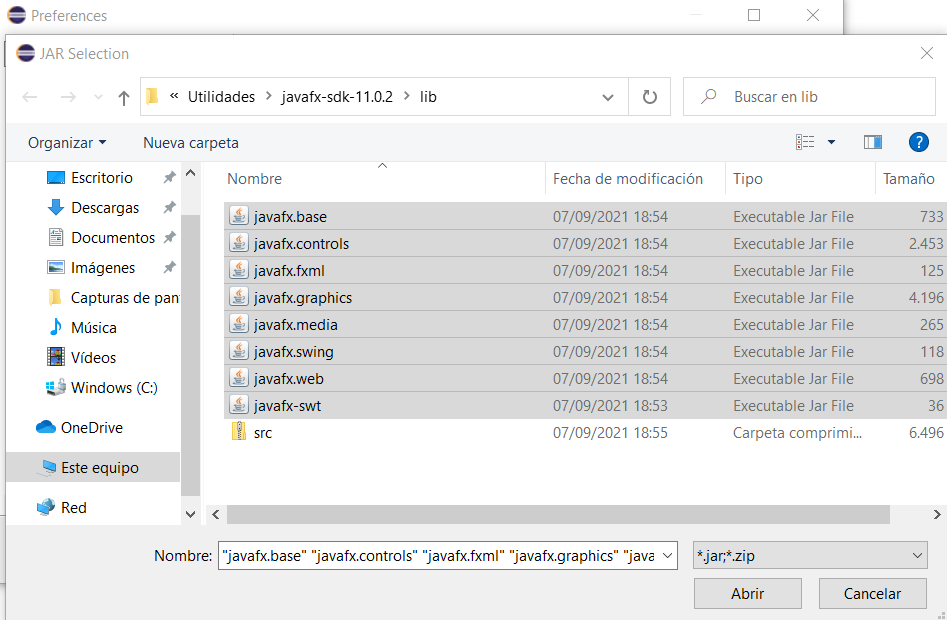 Preferences
JAR Selection
« Utilidades > javafx-sdk-11.0.2 > lib
Buscar en lib
Organizar
Nueva carpeta
?
Escritorio
Descargas
Documentos
Imágenes
Capturas de pan
Música
Vídeos
Windows (C:)
OneDrive
Este equipo
Red
Nombre Fecha de modificación Tipo Tamaño
javafx.base 07/09/2021 18:54 Executable Jar File 733
javafx.controls 07/09/2021 18:54 Executable Jar File 2.453
javafx.fxml 07/09/2021 18:54 Executable Jar File 125
javafx.graphics 07/09/2021 18:54 Executable Jar File 4.196
javafx.media 07/09/2021 18:54 Executable Jar File 265
javafx.swing 07/09/2021 18:54 Executable Jar File 118
javafx.web 07/09/2021 18:54 Executable Jar File 698
javafx-swt 07/09/2021 18:53 Executable Jar File 36
src 07/09/2021 18:55 Carpeta comprimi... 6.496
Nombre: "javafx.base" "javafx.controls" "javafx.fxml" "javafx.graphics" "java
*.jar;*.zip
Abrir
Cancelar